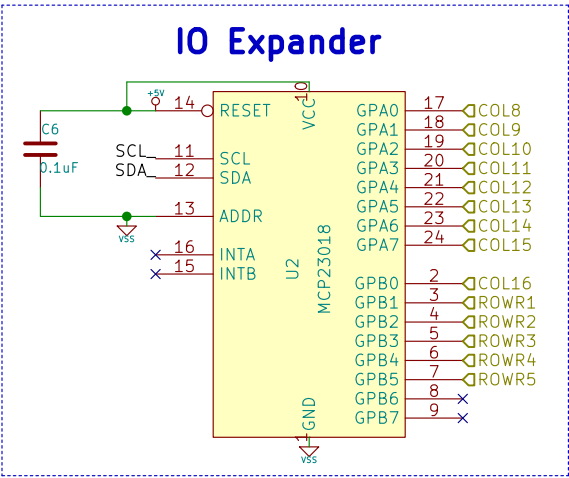 IO Expander
+5V
10
14 RESET VCC GPA0 17 COL8
C6 GPA1 18 COL9
0.1uF
SCL_ 11 SCL GPA2 19 COL10
SDA_ 12 SDA GPA3 20 COL11
GPA4 21 COL12
13 ADDR GPA5 22 COL13
VSS
GPA6 23 COL14
16 INTA GPA7 24 COL15
15 INTB
U2
MCP23018
GPB0 2 COL16
GPB1 3 ROWR1
GPB2 4 ROWR2
GPB3 5 ROWR3
GPB4 6 ROWR4
GPB5 7 ROWR5
GPB6 8
GPB7 9
GND
1
VSS